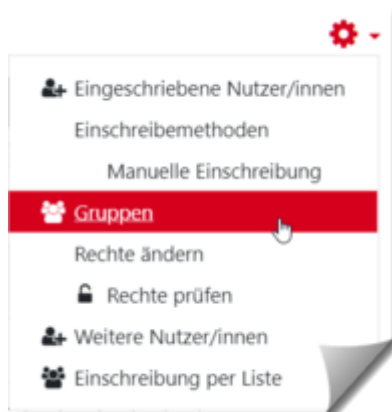 Eingeschriebene Nutzer/innen
Einschreibemethoden
Manuelle Einschreibung
Gruppen
Rechte ändern
Rechte prüfen
Weitere Nutzer/innen
Einschreibung per Liste